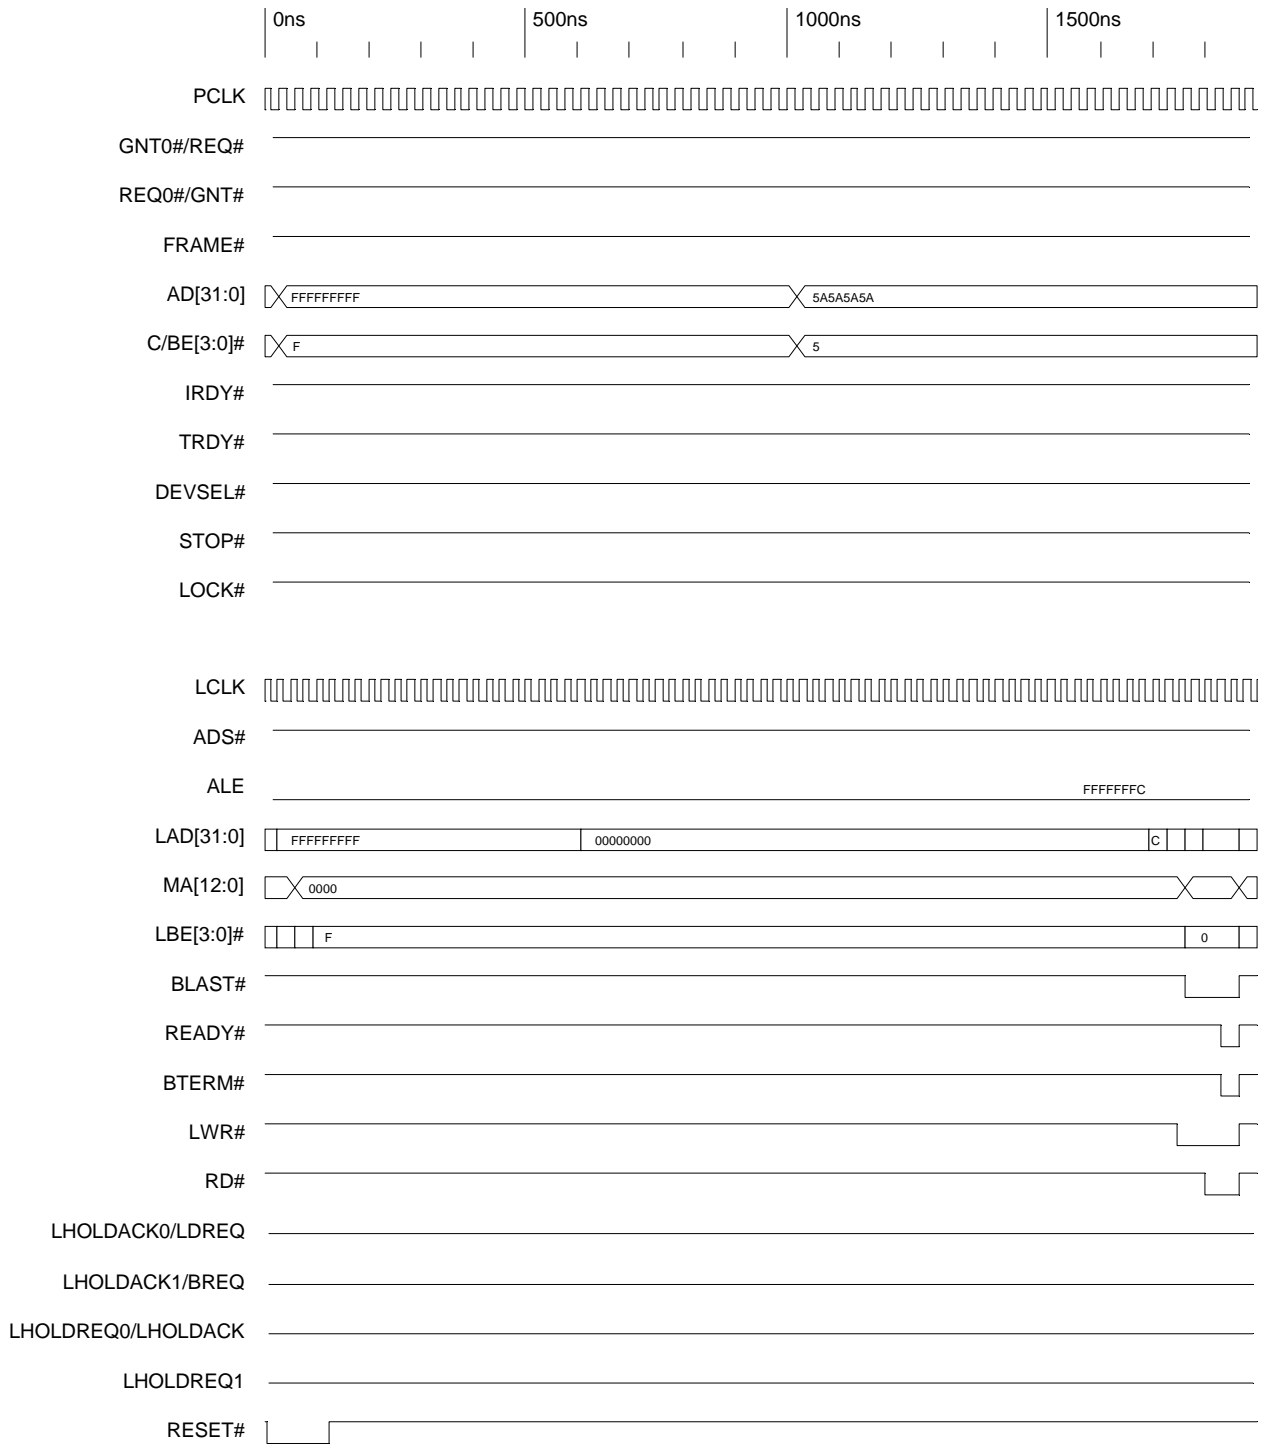 0ns 500ns 1000ns 1500ns
PCLK
GNT0#/REQ#
REQ0#/GNT#
FRAME#
AD[31:0] FFFFFFFFF 5A5A5A5A
C/BE[3:0]# F 5
IRDY#
TRDY#
DEVSEL#
STOP#
LOCK#
LCLK
ADS#
ALE FFFFFFFC
LAD[31:0] FFFFFFFFF 00000000 C
MA[12:0] 0000
LBE[3:0]# F 0
BLAST#
READY#
BTERM#
LWR#
RD#
LHOLDACK0/LDREQ
LHOLDACK1/BREQ
LHOLDREQ0/LHOLDACK
LHOLDREQ1
RESET#